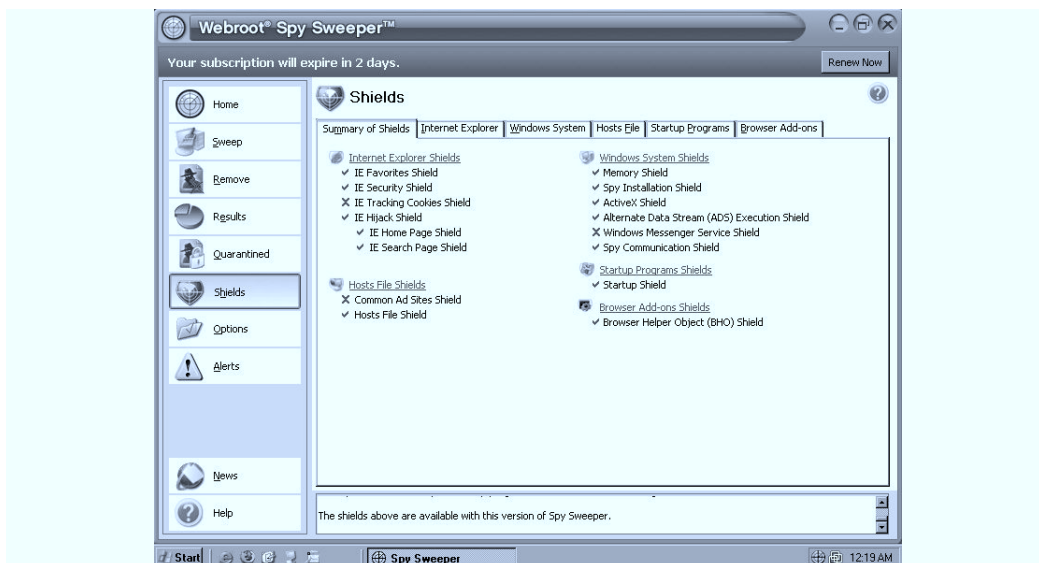 Webroot® Spy Sweeper™
Your subscription will expire in 2 days.
Renew Now
Home
Sweep
Remove
Results
Quarantined
Shields
Options
Alerts
News
Help
Shields
Summary of Shields
Internet Explorer
Windows System
Hosts File
Startup Programs
Browser Add-ons
Internet Explorer Shields
IE Favorites Shield
IE Security Shield
IE Tracking Cookies Shield
IE Hijack Shield
IE Home Page Shield
IE Search Page Shield
Hosts File Shields
Common Ad Sites Shield
Hosts File Shield
Windows System Shields
Memory Shield
Spy Installation Shield
ActiveX Shield
Alternate Data Stream (ADS) Execution Shield
Windows Messenger Service Shield
Spy Communication Shield
Startup Programs Shields
Startup Shield
Browser Add-ons Shields
Browser Helper Object (BHO) Shield
The shields above are available with this version of Spy Sweeper.
Start
Spy Sweeper
12:19 AM